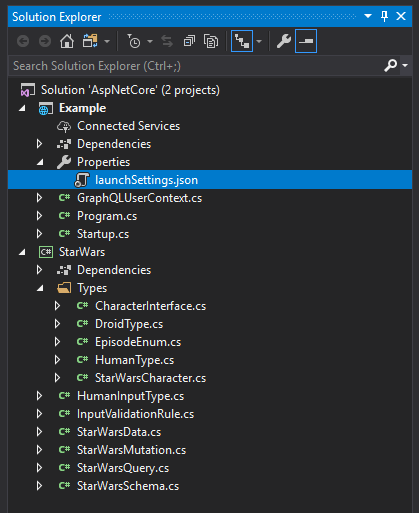 Solution Explorer
Search Solution Explorer (Ctrl+;)
Solution 'AspNetCore' (2 projects)
Example
Connected Services
Dependencies
Properties
launchSettings.json
C# GraphQLUserContext.cs
C# Program.cs
C# Startup.cs
C# StarWars
Dependencies
Types
C# CharacterInterface.cs
C# DroidType.cs
C# EpisodeEnum.cs
C# HumanType.cs
C# StarWarsCharacter.cs
C# HumanInputType.cs
C# InputValidationRule.cs
C# StarWarsData.cs
C# StarWarsMutation.cs
C# StarWarsQuery.cs
C# StarWarsSchema.cs